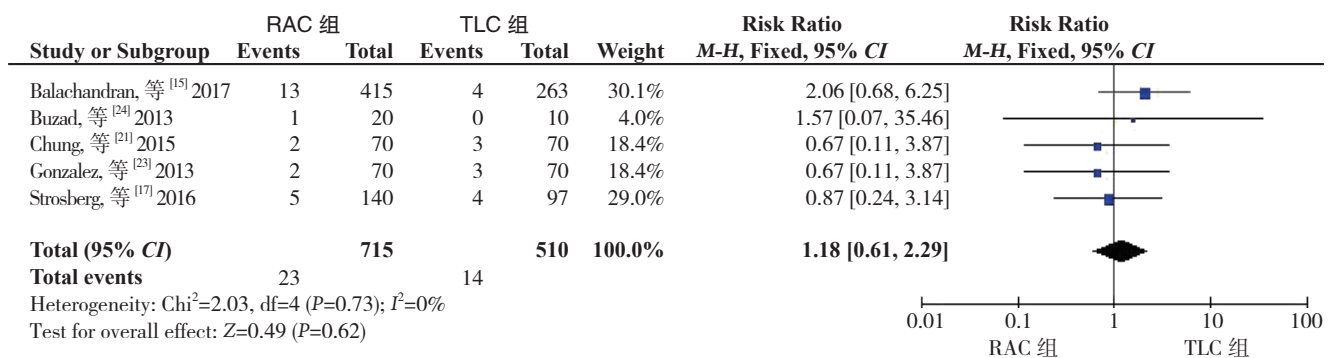 RAC 组 TLC 组 Risk Ratio Risk Ratio
Study or Subgroup Events Total Events Total Weight M-H, Fixed, 95% CI M-H, Fixed, 95% CI
Balachandran, 等 [15] 2017 13 415 4 263 30.1% 2.06 [0.68, 6.25]
Buzad, 等 [24] 2013 1 20 0 10 4.0% 1.57 [0.07, 35.46]
Chung, 等 [21] 2015 2 70 3 70 18.4% 0.67 [0.11, 3.87]
Gonzalez, 等 [23] 2013 2 70 3 70 18.4% 0.67 [0.11, 3.87]
Strosberg, 等 [17] 2016 5 140 4 97 29.0% 0.87 [0.24, 3.14]
Total (95% CI) 715 510 100.0% 1.18 [0.61, 2.29]
Total events 23 14
Heterogeneity: Chi²=2.03, df=4 (P=0.73); I²=0%
Test for overall effect: Z=0.49 (P=0.62)
0.01 0.1 1 10 100
RAC 组 TLC 组